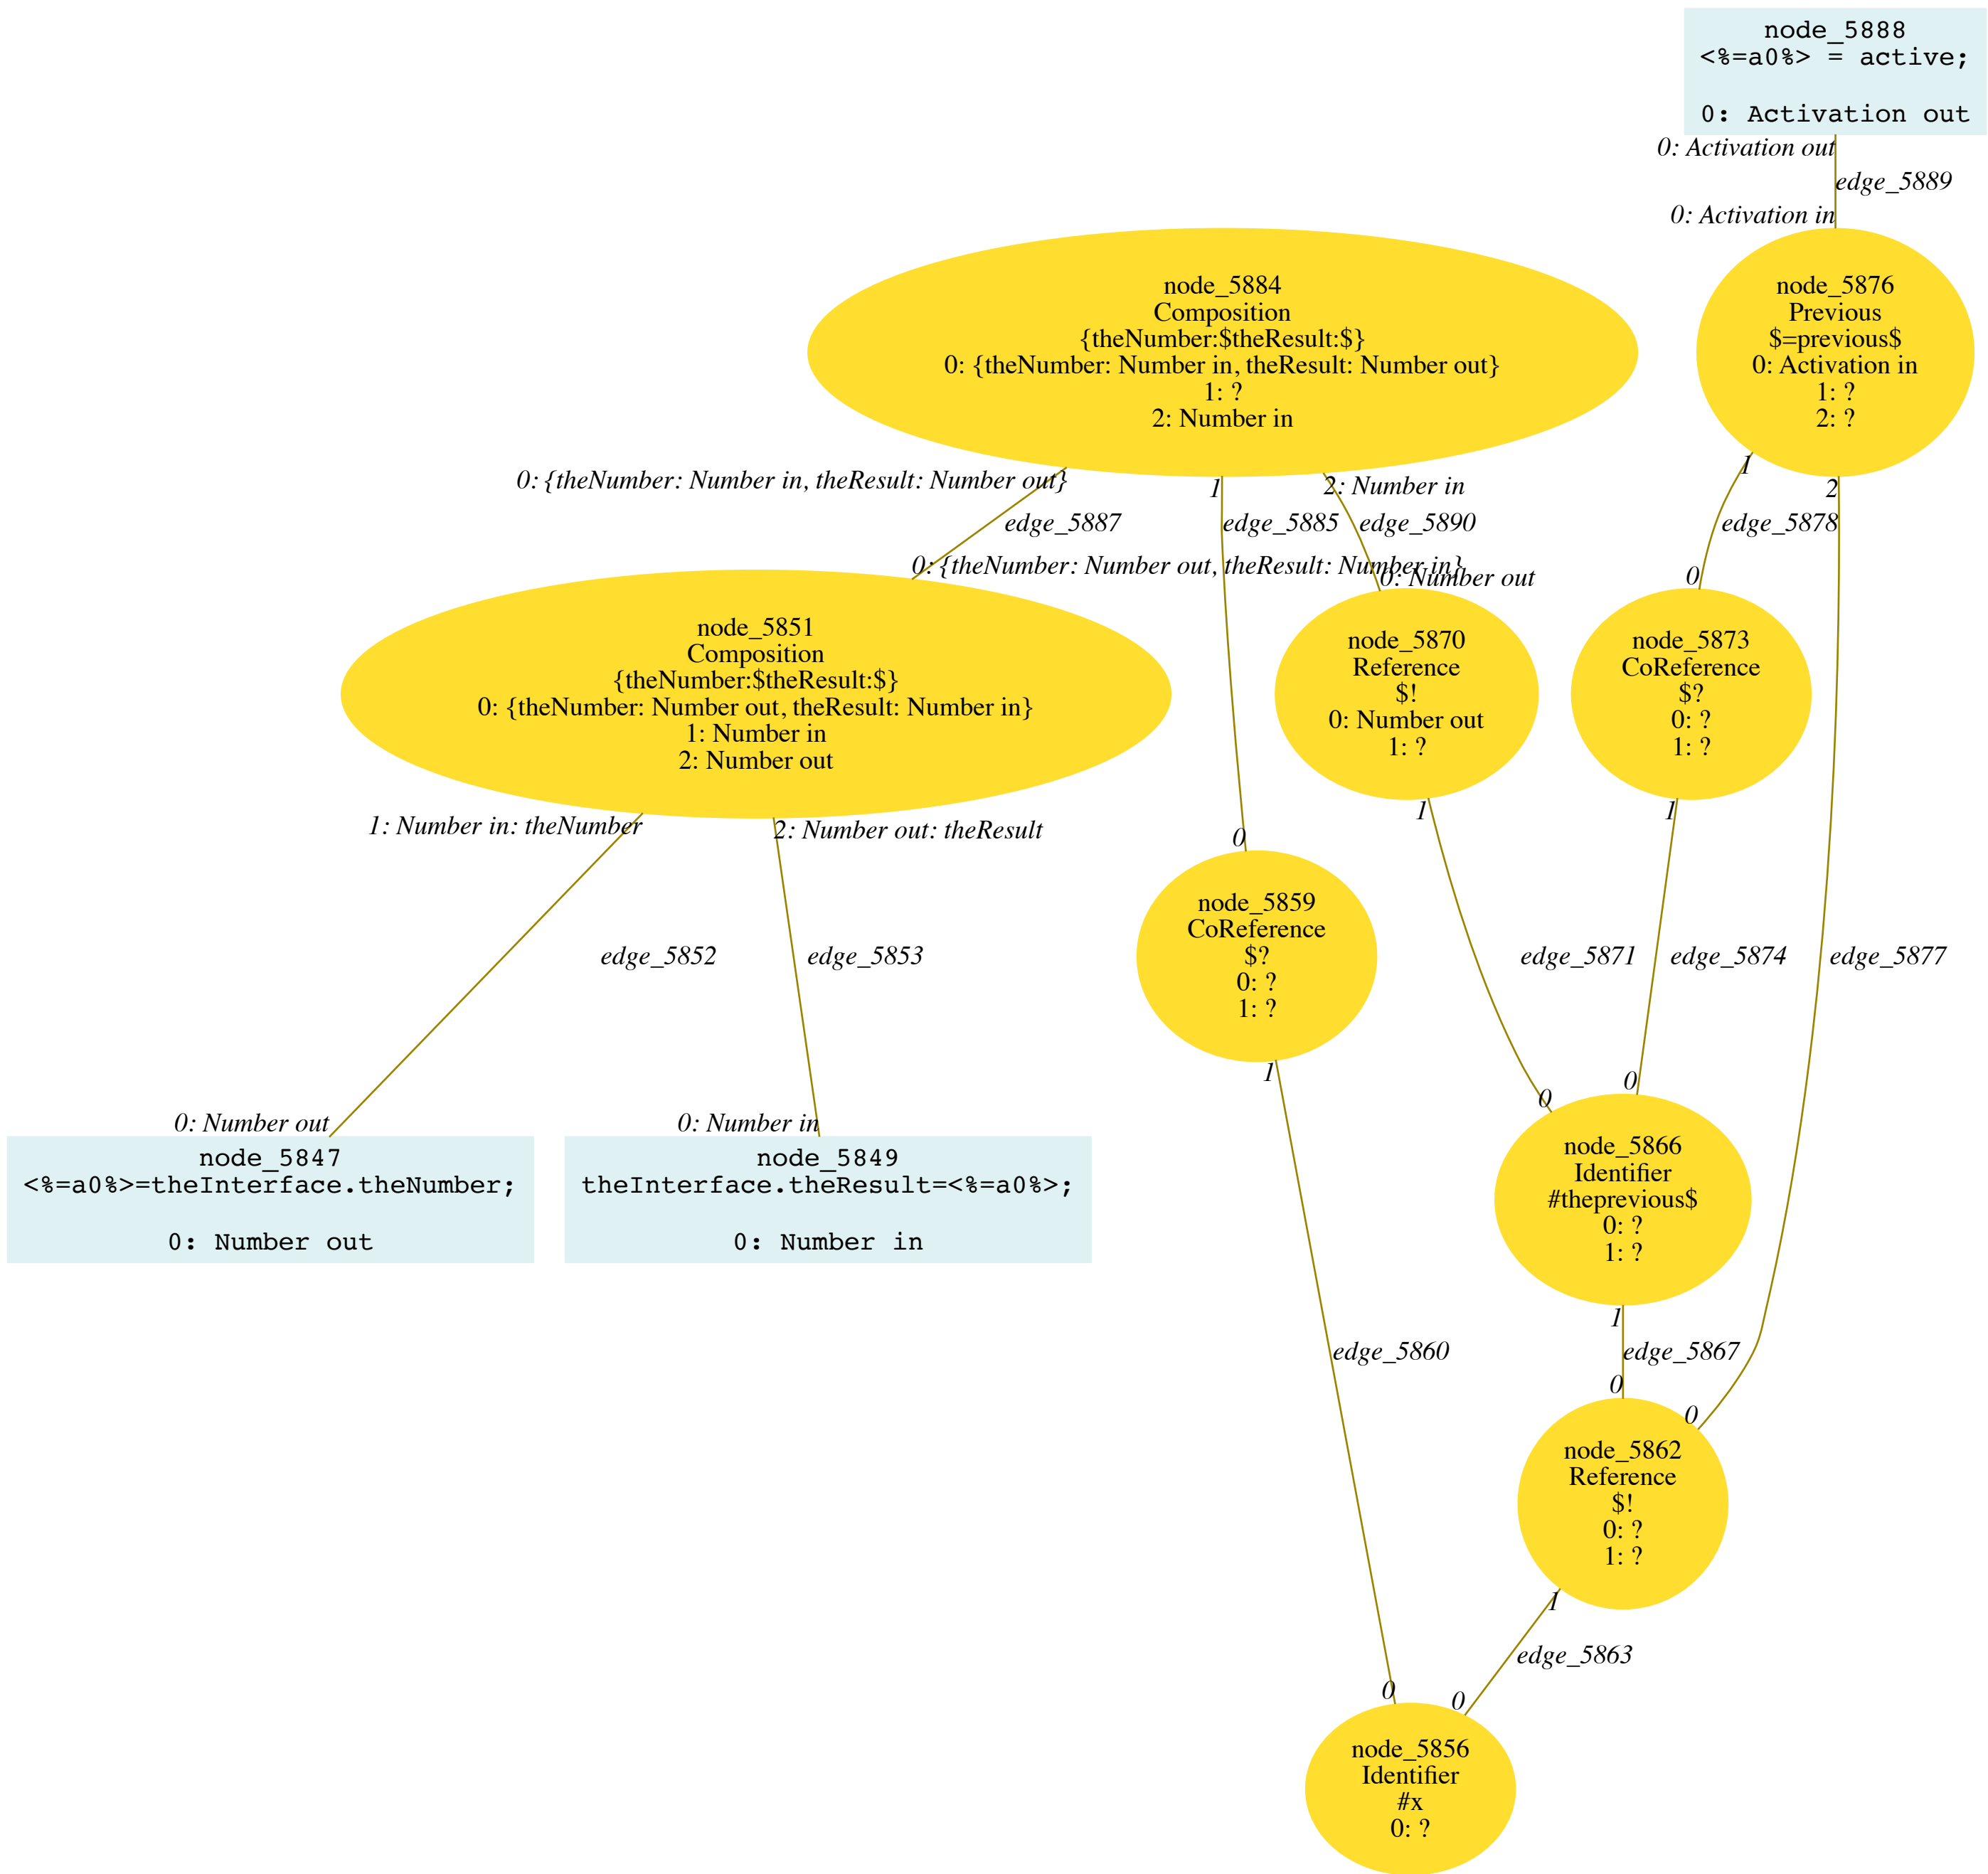 node_5888
<%=a0%> = active;
0: Activation out
0: Activation out
edge_5889
0: Activation in
node_5884
Composition
{theNumber:$theResult:$}
0: {theNumber: Number in, theResult: Number out}
1: ?
2: Number in
node_5876
Previous
$=previous$
0: Activation in
1: ?
2: ?
0: {theNumber: Number in, theResult: Number out}
1
2: Number in
1
2
edge_5887
edge_5885
edge_5890
edge_5878
0: {theNumber: Number out, theResult: Number in}
0: Number out
0
node_5851
Composition
{theNumber:$theResult:$}
0: {theNumber: Number out, theResult: Number in}
1: Number in
2: Number out
node_5870
Reference
$!
0: Number out
1: ?
node_5873
CoReference
$?
0: ?
1: ?
1: Number in: theNumber
2: Number out: theResult
0
1
1
node_5859
CoReference
$?
0: ?
1: ?
edge_5852
edge_5853
edge_5871
edge_5874
edge_5877
1
0
0
0: Number out
0: Number in
node_5847
<%=a0%>=theInterface.theNumber;
0: Number out
node_5849
theInterface.theResult=<%=a0%>;
0: Number in
node_5866
Identifier
#theprevious$
0: ?
1: ?
1
edge_5860
edge_5867
0
0
node_5862
Reference
$!
0: ?
1: ?
1
edge_5863
0
0
node_5856
Identifier
#x
0: ?